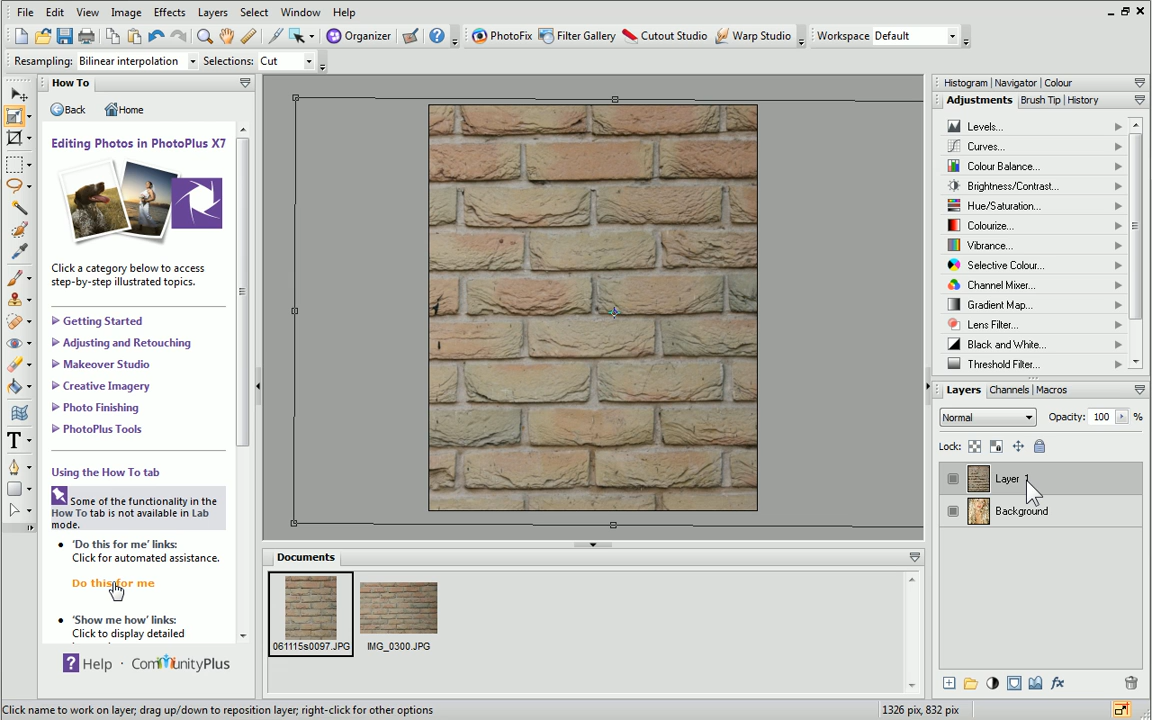 File Edit View Image Effects Layers Select Window Help
Organizer PhotoFix Filter Gallery Cutout Studio Warp Studio Workspace Default
Resampling: Bilinear interpolation Selections: Cut
How To
Back Home
Editing Photos in PhotoPlus X7
Click a category below to access
step-by-step illustrated topics.
Getting Started
Adjusting and Retouching
Makeover Studio
Creative Imagery
Photo Finishing
PhotoPlus Tools
Using the How To tab
Some of the functionality in the
How To tab is not available in Lab
mode.
'Do this for me' links:
Click for automated assistance.
Do this for me
'Show me how' links:
Click to display detailed
Help · CommunityPlus
Documents
061115s0097.JPG IMG_0300.JPG
Histogram | Navigator | Colour
Adjustments Brush Tip | History
Levels...
Curves...
Colour Balance...
Brightness/Contrast...
Hue/Saturation...
Colourize...
Vibrance...
Selective Colour...
Channel Mixer...
Gradient Map...
Lens Filter...
Black and White...
Threshold Filter...
Layers Channels | Macros
Normal Opacity: 100 %
Lock:
Layer 1
Background
Click name to work on layer; drag up/down to reposition layer; right-click for other options 1326 pix, 832 pix